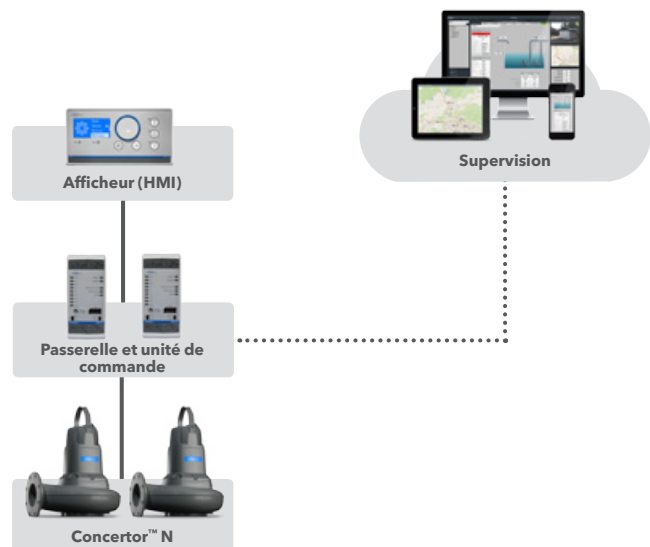 Supervision
Afficheur (HMI)
Passerelle et unité de
commande
Concertor™ N